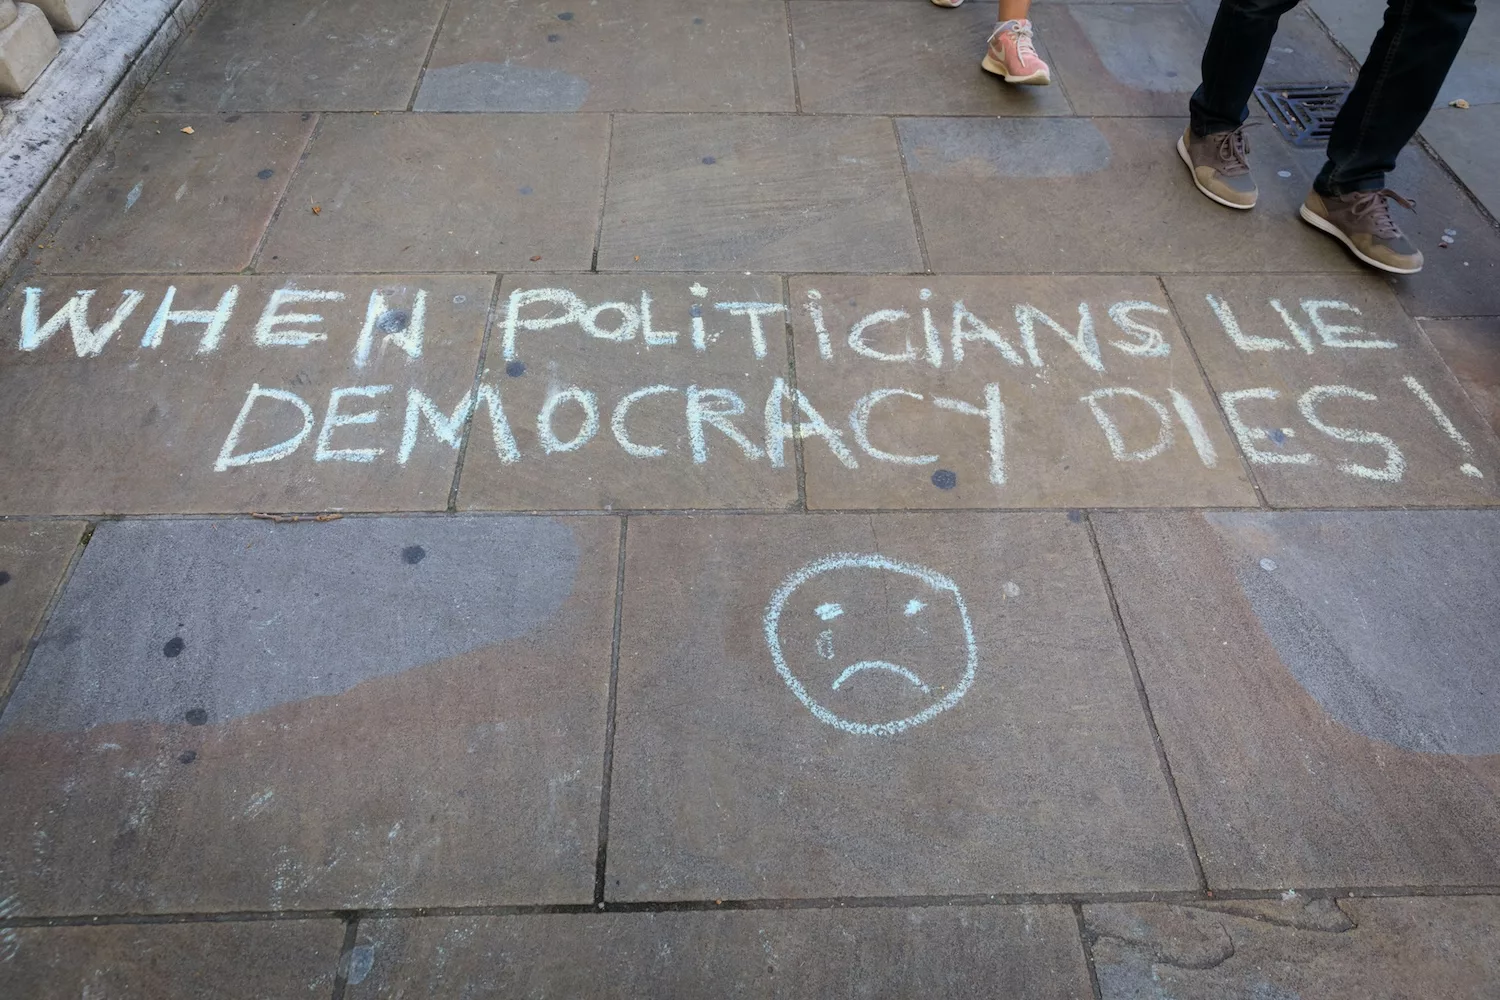 WHEN POLiTiCiANS LIE
DEMOCRACY DIES!